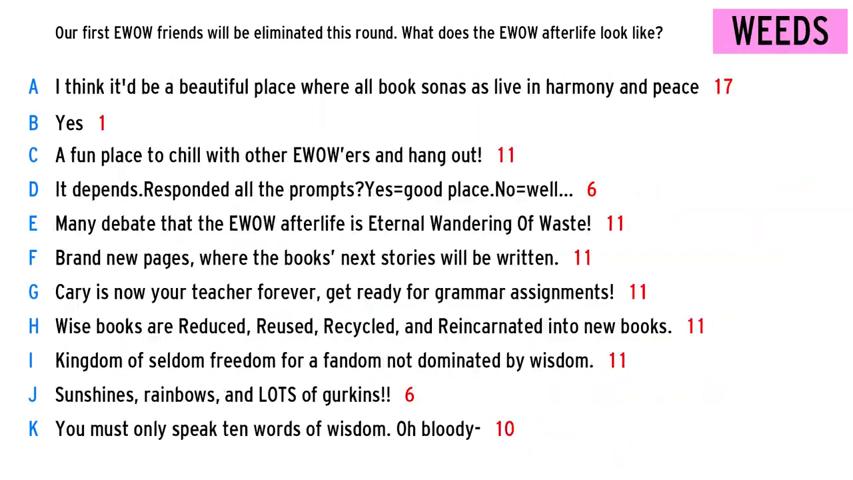 Our first EWOW friends will be eliminated this round. What does the EWOW afterlife look like?
WEEDS
A I think it'd be a beautiful place where all book sonas as live in harmony and peace 17
B Yes 1
C A fun place to chill with other EWOW'ers and hang out! 11
D It depends.Responded all the prompts?Yes=good place.No=well... 6
E Many debate that the EWOW afterlife is Eternal Wandering Of Waste! 11
F Brand new pages, where the books' next stories will be written. 11
G Cary is now your teacher forever, get ready for grammar assignments! 11
H Wise books are Reduced, Reused, Recycled, and Reincarnated into new books. 11
I Kingdom of seldom freedom for a fandom not dominated by wisdom. 11
J Sunshines, rainbows, and LOTS of gurkins!! 6
K You must only speak ten words of wisdom. Oh bloody- 10